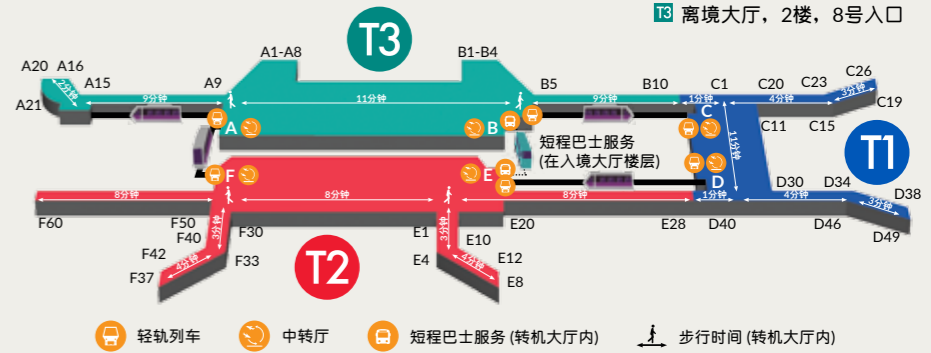 T3 离境大厅，2楼，8号入口
T3
A1-A8
B1-B4
A20
A16
A15
A9
B5
B10
C1
C20
C23
C26
2分钟
9分钟
11分钟
9分钟
1分钟
4分钟
3分钟
A21
C19
A
B
C
C11
C15
11分钟
短程巴士服务
(在入境大厅楼层)
T1
F
E
D
D30
D34
D38
8分钟
8分钟
8分钟
1分钟
4分钟
3分钟
F60
F50
F40
F30
E1
E10
E20
E28
D40
D46
D49
3分钟
3分钟
F42
F33
E4
E12
4分钟
4分钟
F37
E8
T2
轻轨列车
中转厅
短程巴士服务 (转机大厅内)
步行时间 (转机大厅内)